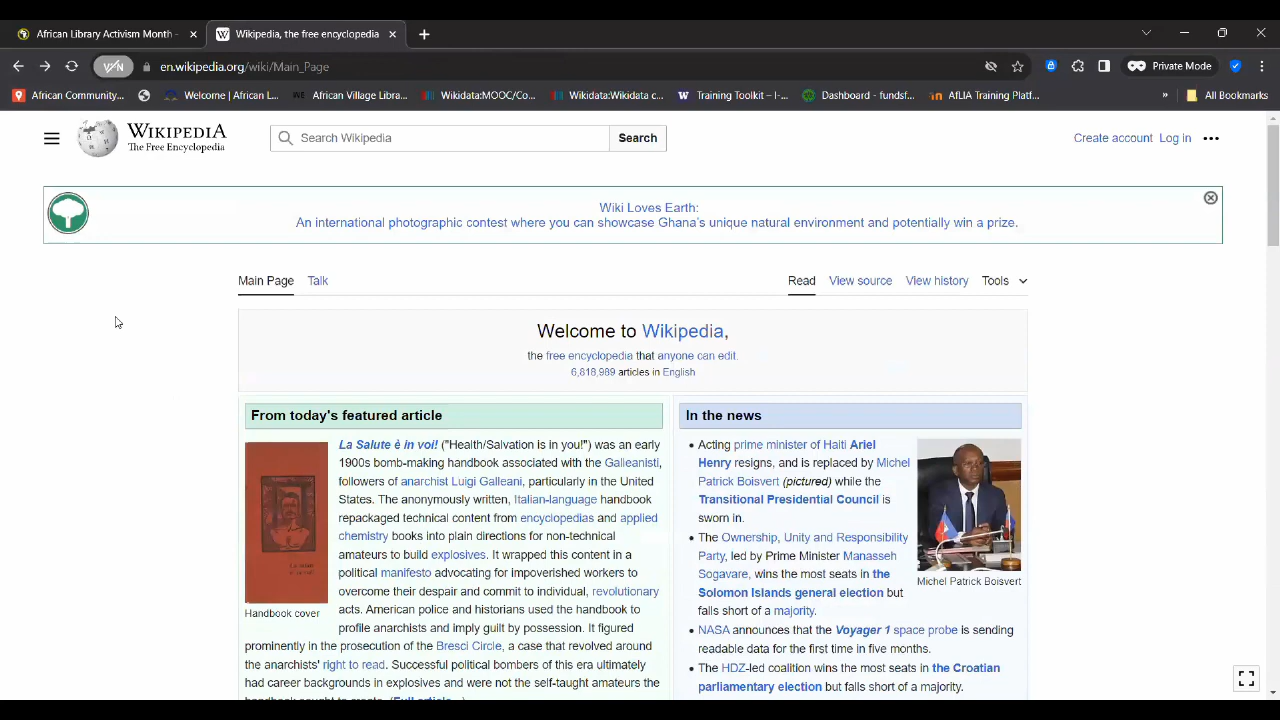 African Library Activism Month -
Wikipedia, the free encyclopedia
VPN
en.wikipedia.org/wiki/Main_Page
Private Mode
African Community...
Welcome | African L...
African Village Libra...
Wikidata:MOOC/Co...
Wikidata:Wikidata c...
Training Toolkit – I-...
Dashboard - fundsf...
AfLIA Training Platf...
»
All Bookmarks
WIKIPEDIA
The Free Encyclopedia
Search Wikipedia
Search
Create account
Log in
Wiki Loves Earth:
An international photographic contest where you can showcase Ghana's unique natural environment and potentially win a prize.
Main Page
Talk
Read
View source
View history
Tools
Welcome to Wikipedia,
the free encyclopedia that anyone can edit.
6,818,989 articles in English
From today's featured article
La Salute è in voi! ("Health/Salvation is in you!") was an early
1900s bomb-making handbook associated with the Galleanisti,
followers of anarchist Luigi Galleani, particularly in the United
States. The anonymously written, Italian-language handbook
repackaged technical content from encyclopedias and applied
chemistry books into plain directions for non-technical
amateurs to build explosives. It wrapped this content in a
political manifesto advocating for impoverished workers to
overcome their despair and commit to individual, revolutionary
acts. American police and historians used the handbook to
profile anarchists and imply guilt by possession. It figured
prominently in the prosecution of the Bresci Circle, a case that revolved around
the anarchists' right to read. Successful political bombers of this era ultimately
had career backgrounds in explosives and were not the self-taught amateurs the
handbook sought to create. (Full article...)
Handbook cover
In the news
Acting prime minister of Haiti Ariel
Henry resigns, and is replaced by Michel
Patrick Boisvert (pictured) while the
Transitional Presidential Council is
sworn in.
The Ownership, Unity and Responsibility
Party, led by Prime Minister Manasseh
Sogavare, wins the most seats in the
Solomon Islands general election but
falls short of a majority.
NASA announces that the Voyager 1 space probe is sending
readable data for the first time in five months.
The HDZ-led coalition wins the most seats in the Croatian
parliamentary election but falls short of a majority.
Michel Patrick Boisvert